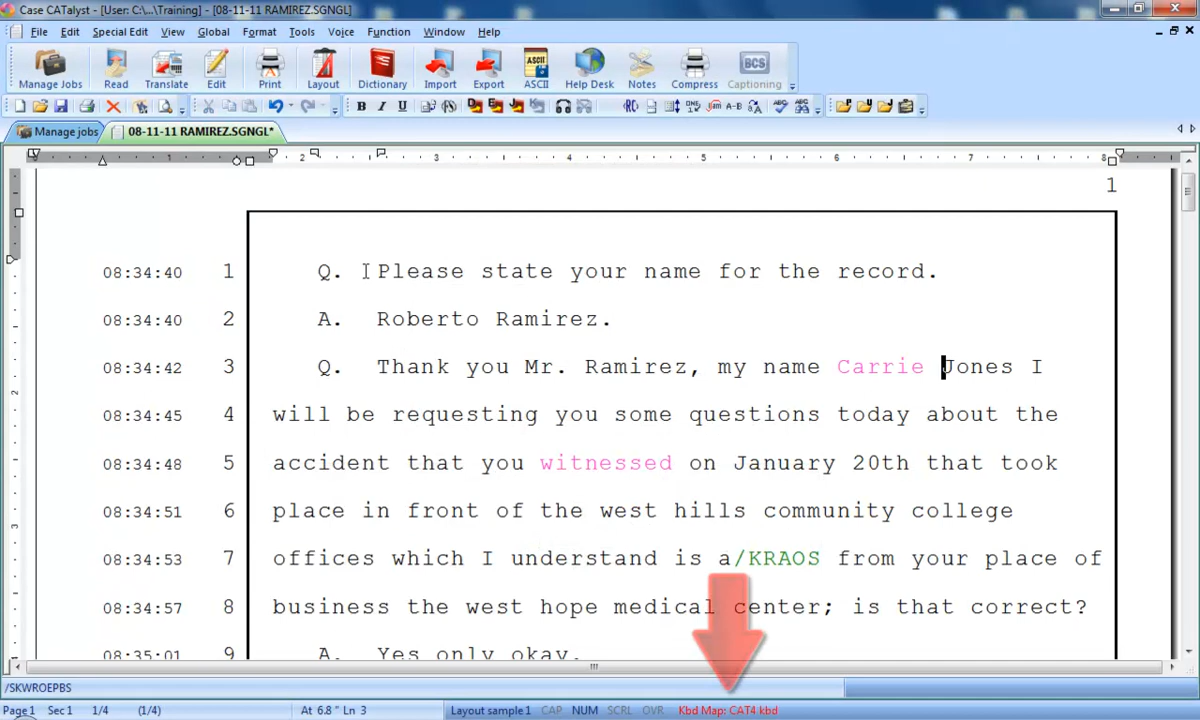 Case CATalyst - [User: C:\...\Training] - [08-11-11 RAMIREZ.SGNGL]
File Edit Special Edit View Global Format Tools Voice Function Window Help
Manage Jobs Read Translate Edit Print Layout Dictionary Import Export ASCII Help Desk Notes Compress Captioning
Manage jobs 08-11-11 RAMIREZ.SGNGL*
1 2 3 4 5 6 7 8
1
08:34:40 1 Q. Please state your name for the record.
08:34:40 2 A. Roberto Ramirez.
08:34:42 3 Q. Thank you Mr. Ramirez, my name Carrie Jones I
08:34:45 4 will be requesting you some questions today about the
08:34:48 5 accident that you witnessed on January 20th that took
08:34:51 6 place in front of the west hills community college
08:34:53 7 offices which I understand is a/KRAOS from your place of
08:34:57 8 business the west hope medical center; is that correct?
08:35:01 9 A. Yes only okay.
/SKWROEPBS
Page 1 Sec 1 1/4 (1/4) At 6.8" Ln 3 Layout sample 1 CAP NUM SCRL OVR Kbd Map: CAT4 kbd